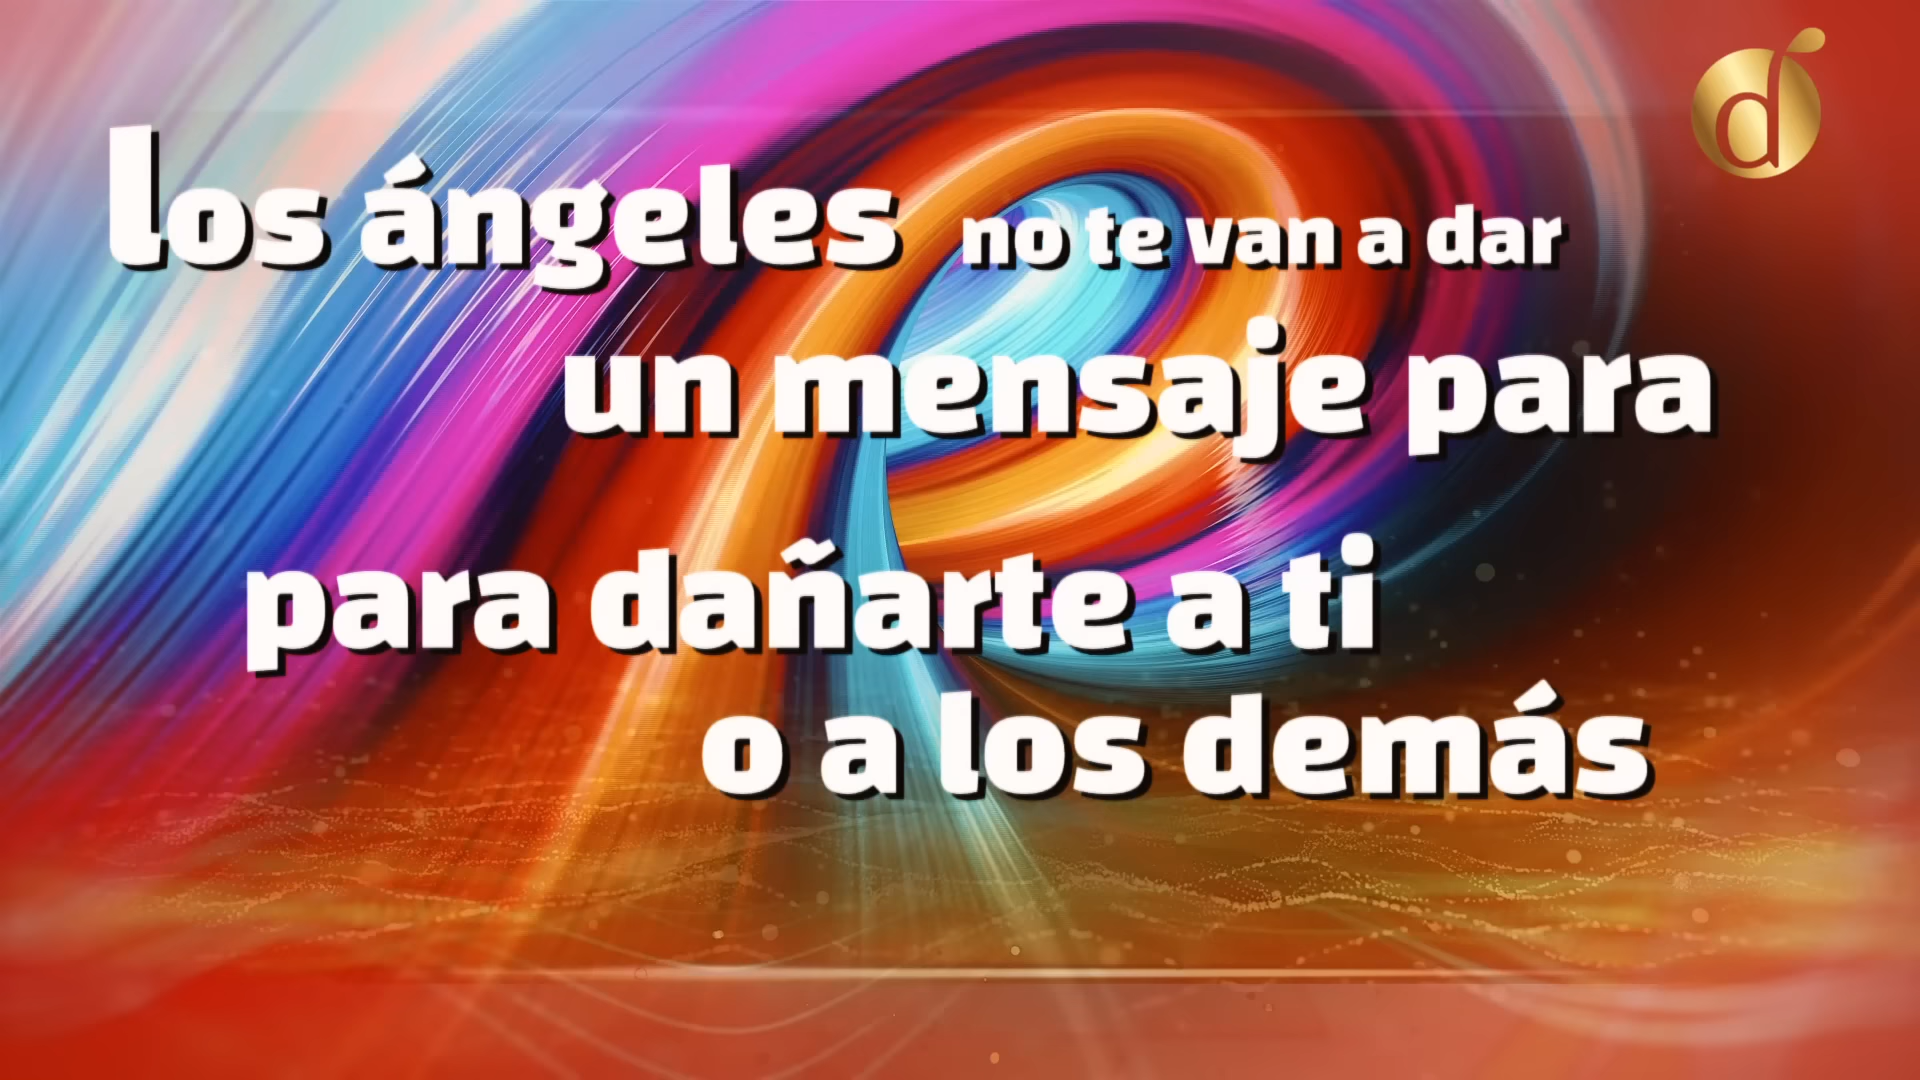 los ángeles no te van a dar
un mensaje para
para dañarte a ti
o a los demás
d